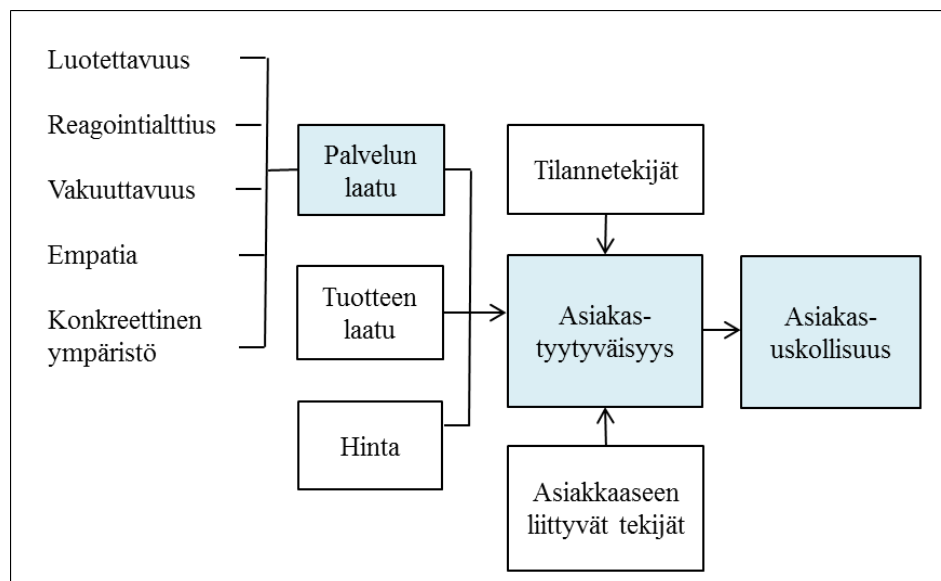 Luotettavuus
Reagointialttius
Vakuuttavuus
Empatia
Konkreettinen
ympäristö
Palvelun
laatu
Tuotteen
laatu
Hinta
Tilannetekijät
Asiakas-
tyytyväisyys
Asiakkaaseen
liittyvät tekijät
Asiakas-
uskollisuus